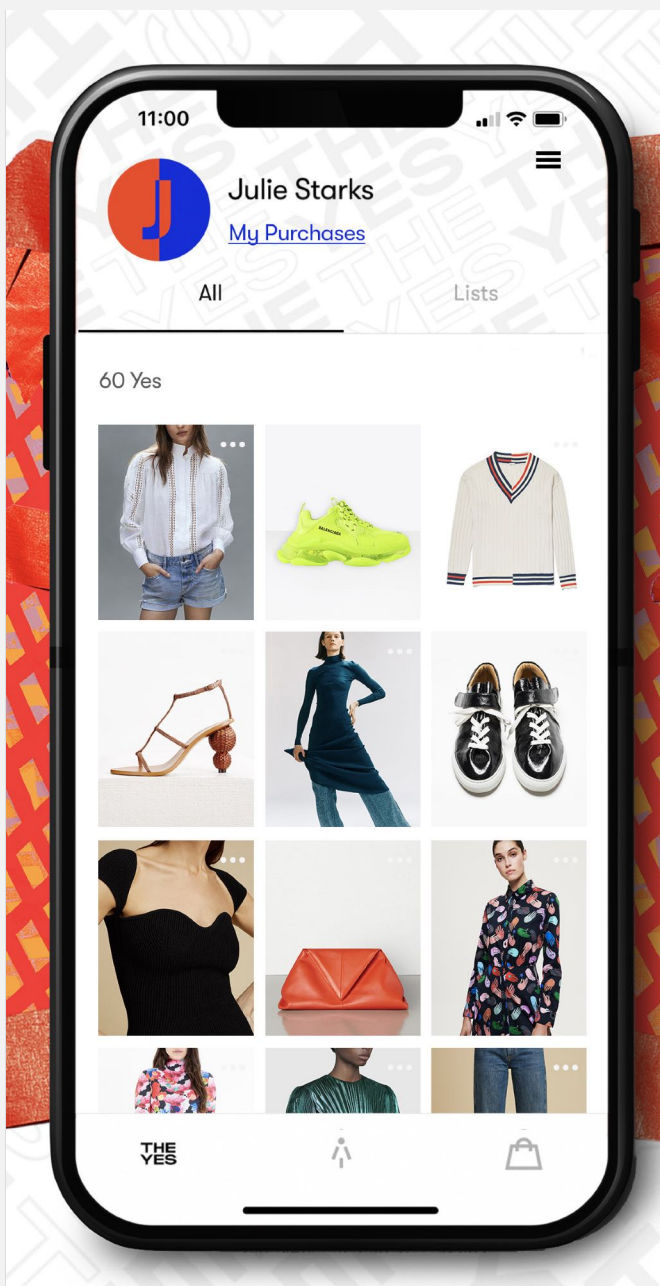 11:00
Julie Starks
My Purchases
All
Lists
60 Yes
BALENCIAGA
THE
YES